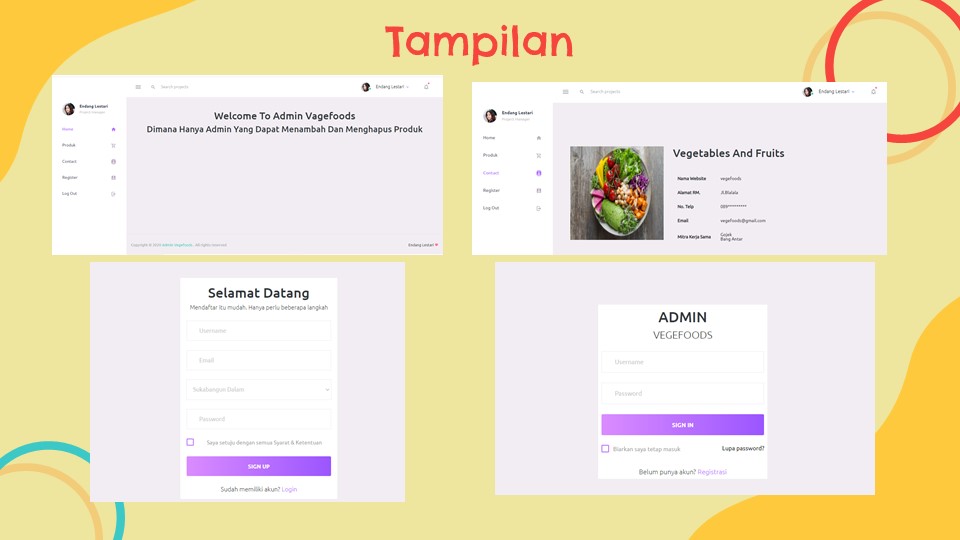 Tampilan
Search projects
Endang Lestari
Endang Lestari
Project Manager
Home
Produk
Contact
Register
Log Out
Welcome To Admin Vagefoods
Dimana Hanya Admin Yang Dapat Menambah Dan Menghapus Produk
Copyright © 2023 Admin Vegefoods. All rights reserved.
Endang Lestari ❤
Search projects
Endang Lestari
Endang Lestari
Project Manager
Home
Produk
Contact
Register
Log Out
Vegetables And Fruits
Nama Website vegefoods
Alamat RM. JLBlalala
No. Telp 089*********
Email vegefoods@gmail.com
Mitra Kerja Sama Gojek
Bang Antar
Selamat Datang
Mendaftar itu mudah. Hanya perlu beberapa langkah
Username
Email
Sukabangun Dalam
Password
Saya setuju dengan semua Syarat & Ketentuan
SIGN UP
Sudah memiliki akun? Login
ADMIN
VEGEFOODS
Username
Password
SIGN IN
Biarkan saya tetap masuk Lupa password?
Belum punya akun? Registrasi